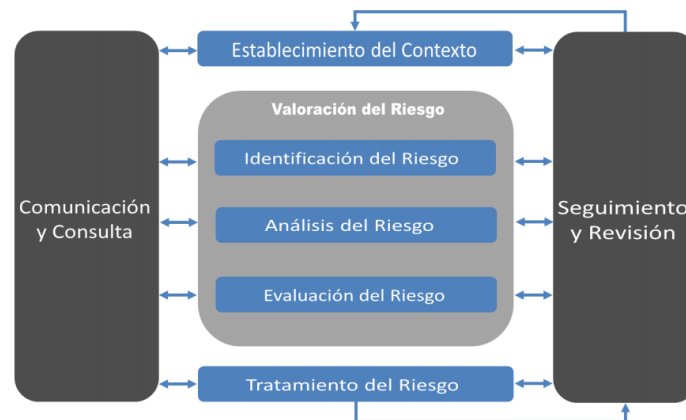 Establecimiento del Contexto
Valoración del Riesgo
Identificación del Riesgo
Comunicación
y Consulta
Análisis del Riesgo
Seguimiento
y Revisión
Evaluación del Riesgo
Tratamiento del Riesgo